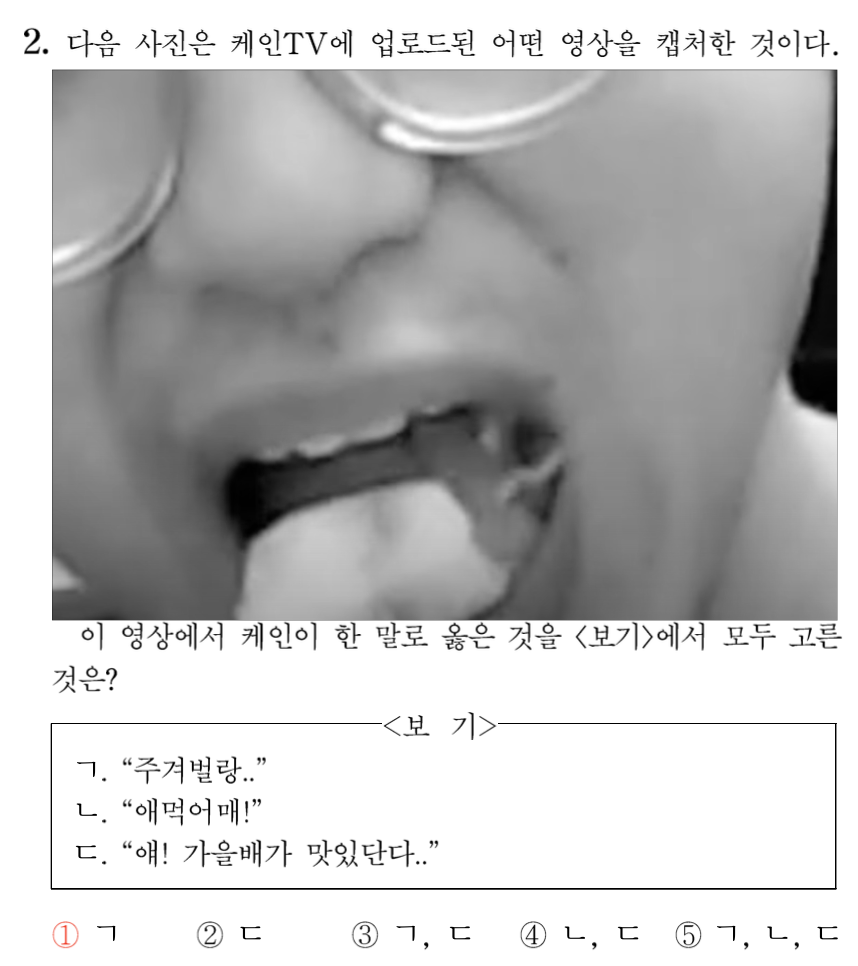 2. 다음 사진은 케인TV에 업로드된 어떤 영상을 캡처한 것이다.
이 영상에서 케인이 한 말로 옳은 것을 <보기>에서 모두 고른
것은?
<보 기>
ㄱ. “주겨벌랑..”
ㄴ. “애먹어매!”
ㄷ. “얘! 가을배가 맛있단다..”
① ㄱ ② ㄷ ③ ㄱ, ㄷ ④ ㄴ, ㄷ ⑤ ㄱ, ㄴ, ㄷ